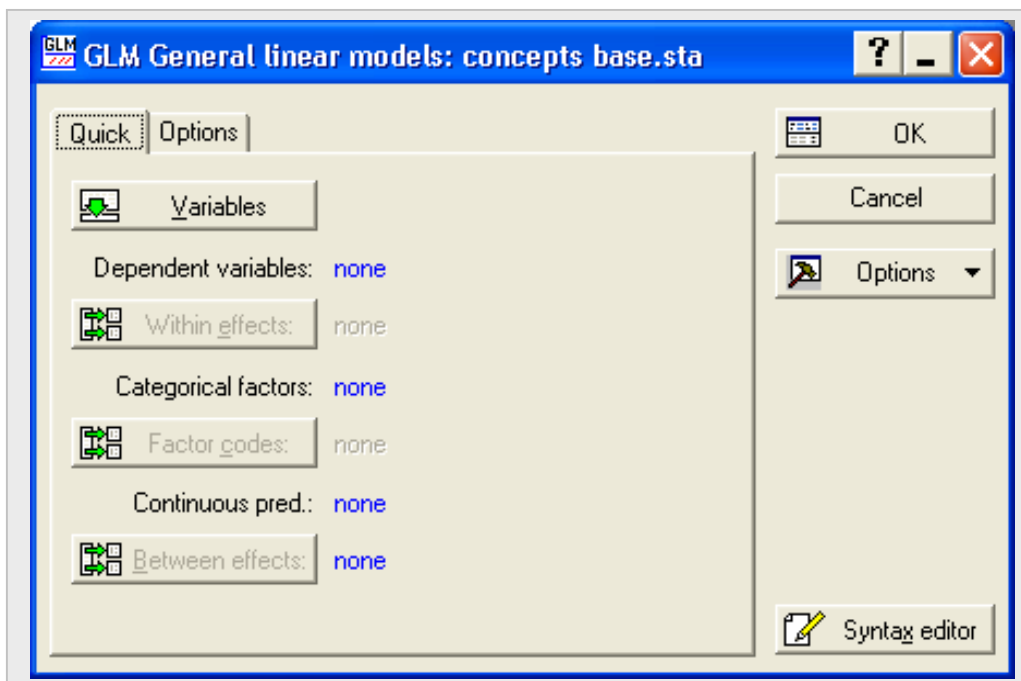 GLM GLM General linear models: concepts base.sta ?
Quick Options
Variables
Dependent variables: none
Within effects: none
Categorical factors: none
Factor codes: none
Continuous pred.: none
Between effects: none
OK
Cancel
Options
Syntax editor